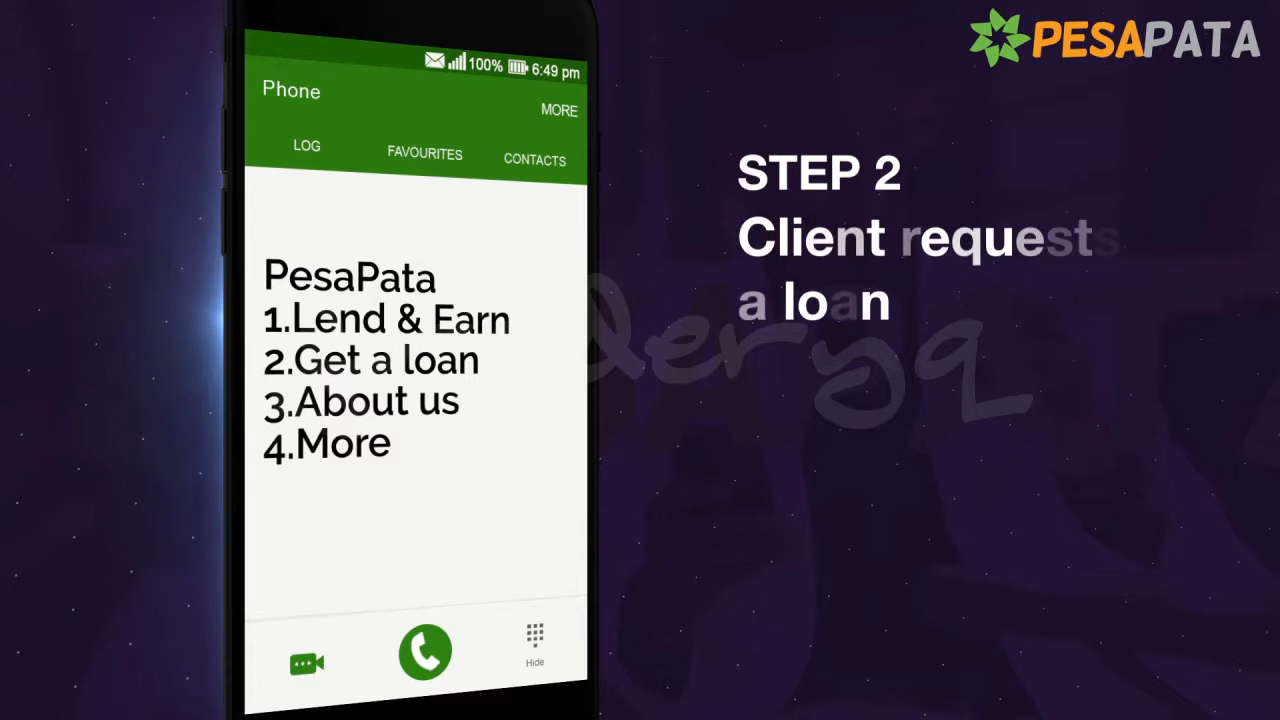 PESAPATA
100% 6:49 pm
Phone
MORE
LOG FAVOURITES CONTACTS
PesaPata
1.Lend & Earn
2.Get a loan
3.About us
4.More
Hide
STEP 2
Client requests
a loan